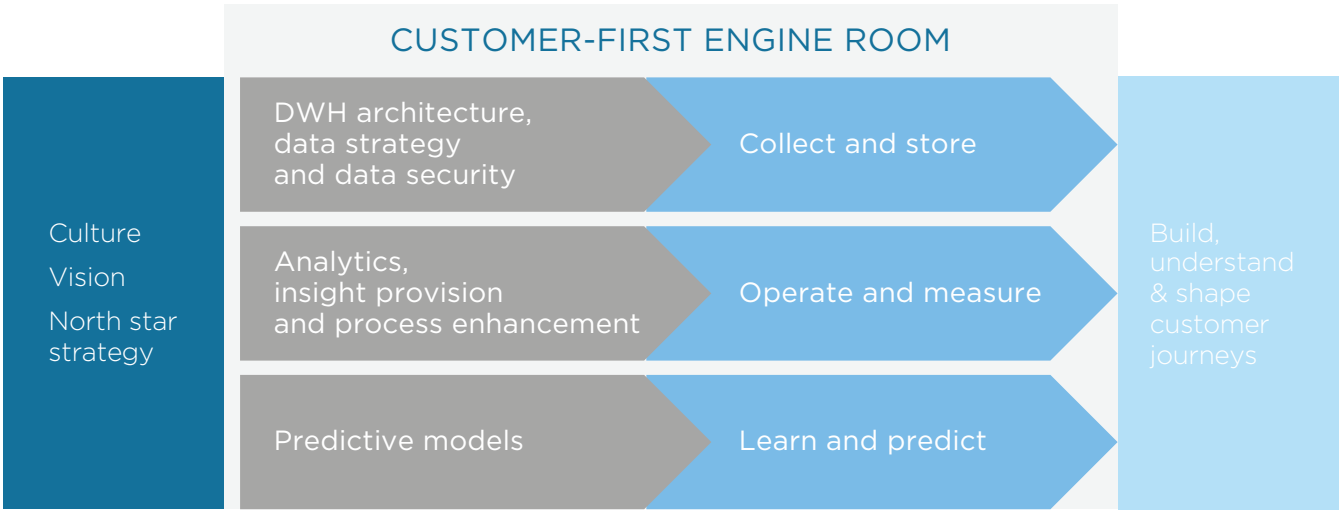 CUSTOMER-FIRST ENGINE ROOM
Culture
Vision
North star
strategy
DWH architecture,
data strategy
and data security
Collect and store
Analytics,
insight provision
and process enhancement
Operate and measure
Predictive models
Learn and predict
Build,
understand
& shape
customer
journeys